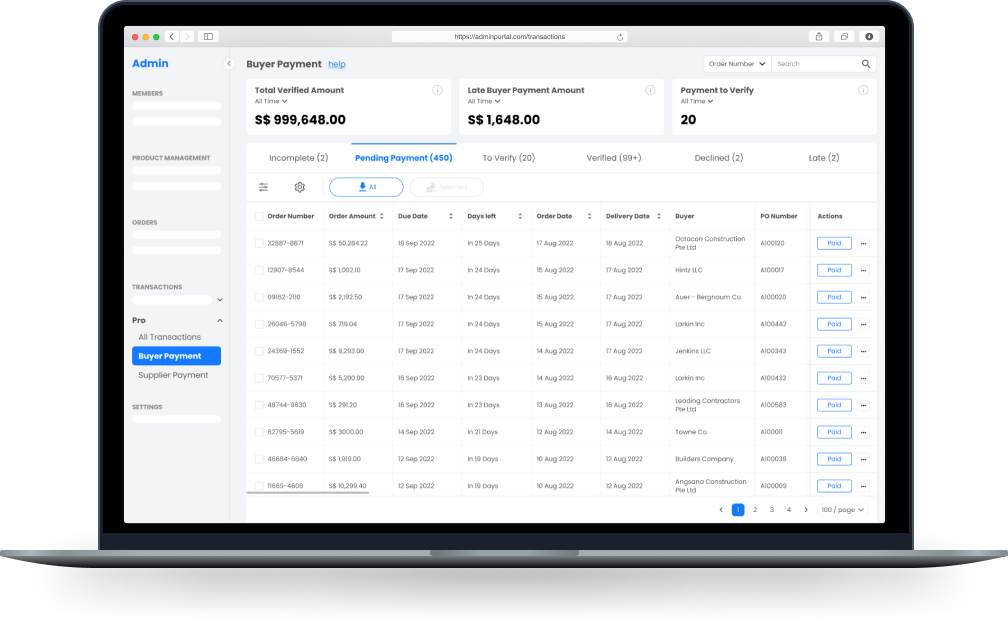 https://adminportal.com/transactions
Admin
MEMBERS
PRODUCT MANAGEMENT
ORDERS
TRANSACTIONS
Pro
All Transactions
Buyer Payment
Supplier Payment
SETTINGS
Buyer Payment help
Order Number Search
Total Verified Amount
All Time
S$ 999,648.00
Late Buyer Payment Amount
All Time
S$ 1,648.00
Payment to Verify
All Time
20
Incomplete (2) Pending Payment (450) To Verify (20) Verified (99+) Declined (2) Late (2)
All Selected
Order Number Order Amount Due Date Days left Order Date Delivery Date Buyer PO Number Actions
32887-8871 S$ 50,284.22 18 Sep 2022 In 25 Days 17 Aug 2022 18 Aug 2022 Octacon Construction Pte Ltd A100120 Paid
12907-8544 S$ 1,002.10 17 Sep 2022 In 24 Days 15 Aug 2022 17 Aug 2022 Hintz LLC A100017 Paid
09162-2110 S$ 2,192.50 17 Sep 2022 In 24 Days 15 Aug 2022 17 Aug 2022 Auer - Bergnaum Co. A100020 Paid
26046-5798 S$ 719.04 17 Sep 2022 In 24 Days 15 Aug 2022 17 Aug 2022 Larkin Inc A100442 Paid
24369-1552 S$ 9,293.00 17 Sep 2022 In 24 Days 14 Aug 2022 17 Aug 2022 Jenkins LLC A100343 Paid
70577-5371 S$ 5,200.00 16 Sep 2022 In 23 Days 14 Aug 2022 16 Aug 2022 Larkin Inc A100432 Paid
48744-9630 S$ 291.20 16 Sep 2022 In 23 Days 13 Aug 2022 16 Aug 2022 Leading Contractors Pte Ltd A100583 Paid
62795-5619 S$ 3000.00 14 Sep 2022 In 21 Days 12 Aug 2022 14 Aug 2022 Towne Co. A100011 Paid
46684-6840 S$ 1,919.00 12 Sep 2022 In 19 Days 10 Aug 2022 12 Aug 2022 Builders Company A100038 Paid
11669-4606 S$ 10,299.40 12 Sep 2022 In 19 Days 10 Aug 2022 12 Aug 2022 Angsana Construction Pte Ltd A100009 Paid
1 2 3 4 100 / page